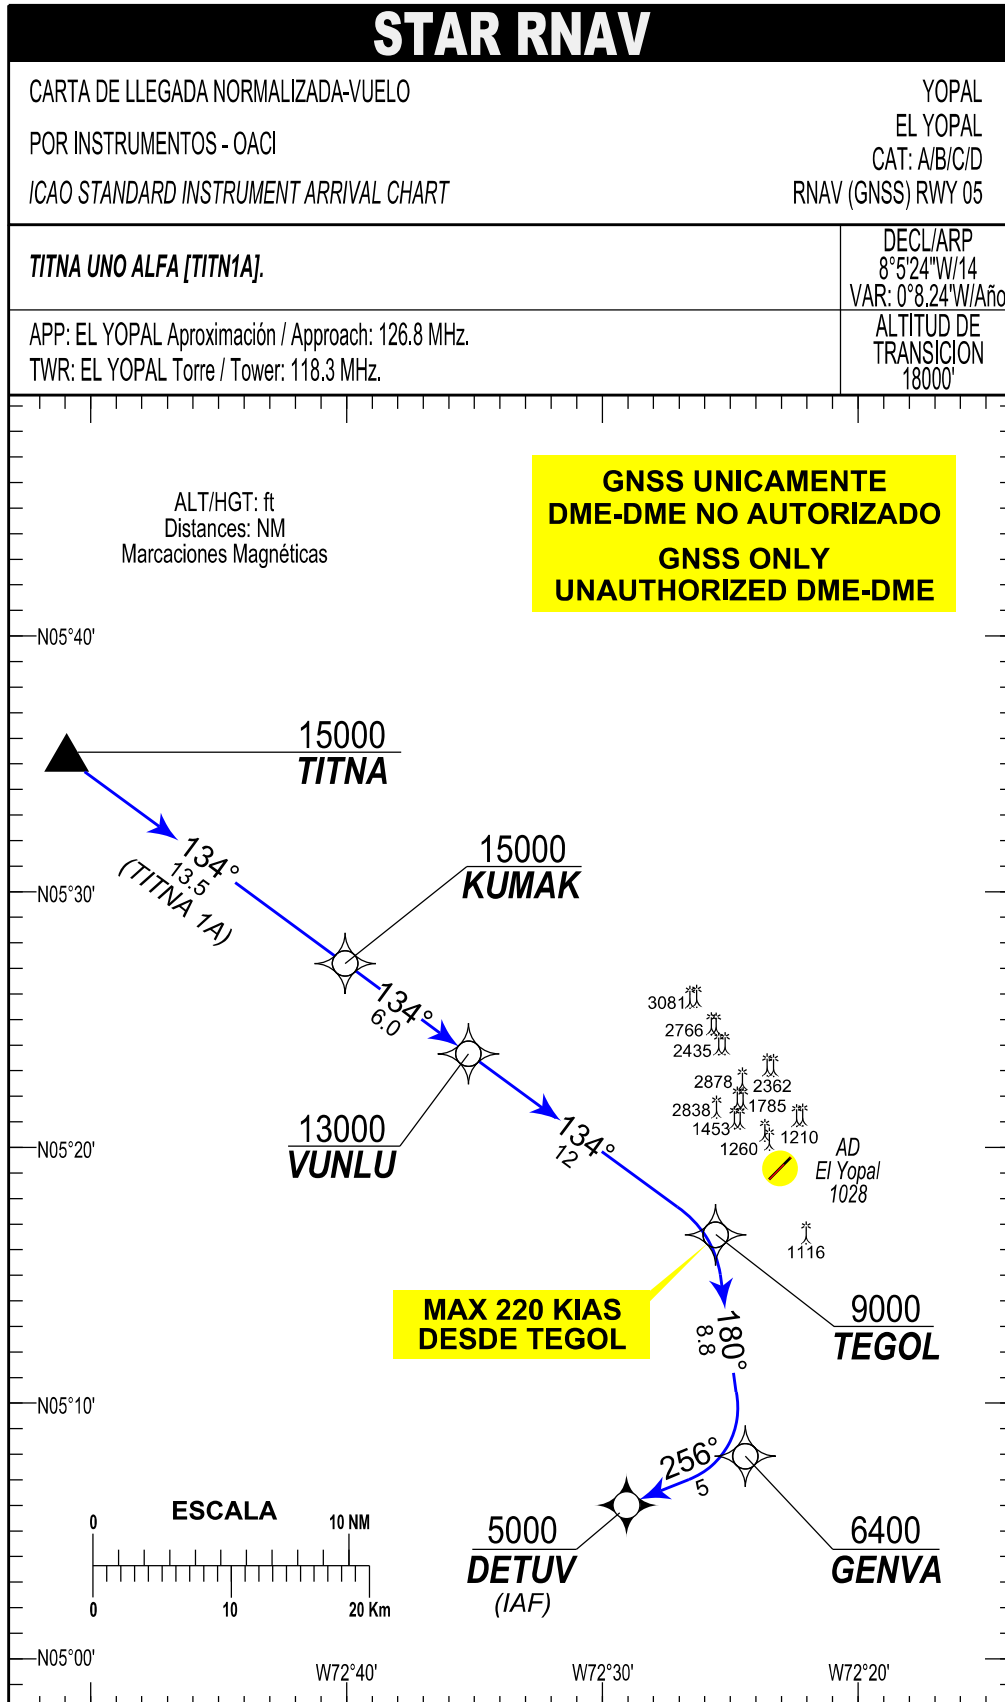 STAR RNAV
CARTA DE LLEGADA NORMALIZADA-VUELO
POR INSTRUMENTOS - OACI
ICAO STANDARD INSTRUMENT ARRIVAL CHART
YOPAL
EL YOPAL
CAT: A/B/C/D
RNAV (GNSS) RWY 05
TITNA UNO ALFA [TITN1A].
DECL/ARP
8°5'24"W/14
VAR: 0°8.24'W/Año
APP: EL YOPAL Aproximación / Approach: 126.8 MHz.
TWR: EL YOPAL Torre / Tower: 118.3 MHz.
ALTITUD DE
TRANSICION
18000'
ALT/HGT: ft
Distances: NM
Marcaciones Magnéticas
GNSS UNICAMENTE
DME-DME NO AUTORIZADO
GNSS ONLY
UNAUTHORIZED DME-DME
N05°40'
15000
TITNA
134°
13.5
(TITNA 1A)
15000
KUMAK
N05°30'
134°
6.0
3081
2766
2435
2878
2362
2838
1785
1453
1210
1260
13000
VUNLU
N05°20'
134°
12
AD
El Yopal
1028
1116
MAX 220 KIAS
DESDE TEGOL
9000
TEGOL
180°
8.8
N05°10'
256°
5
5000
DETUV
(IAF)
6400
GENVA
ESCALA
0
10 NM
0
10
20 Km
N05°00'
W72°40'
W72°30'
W72°20'